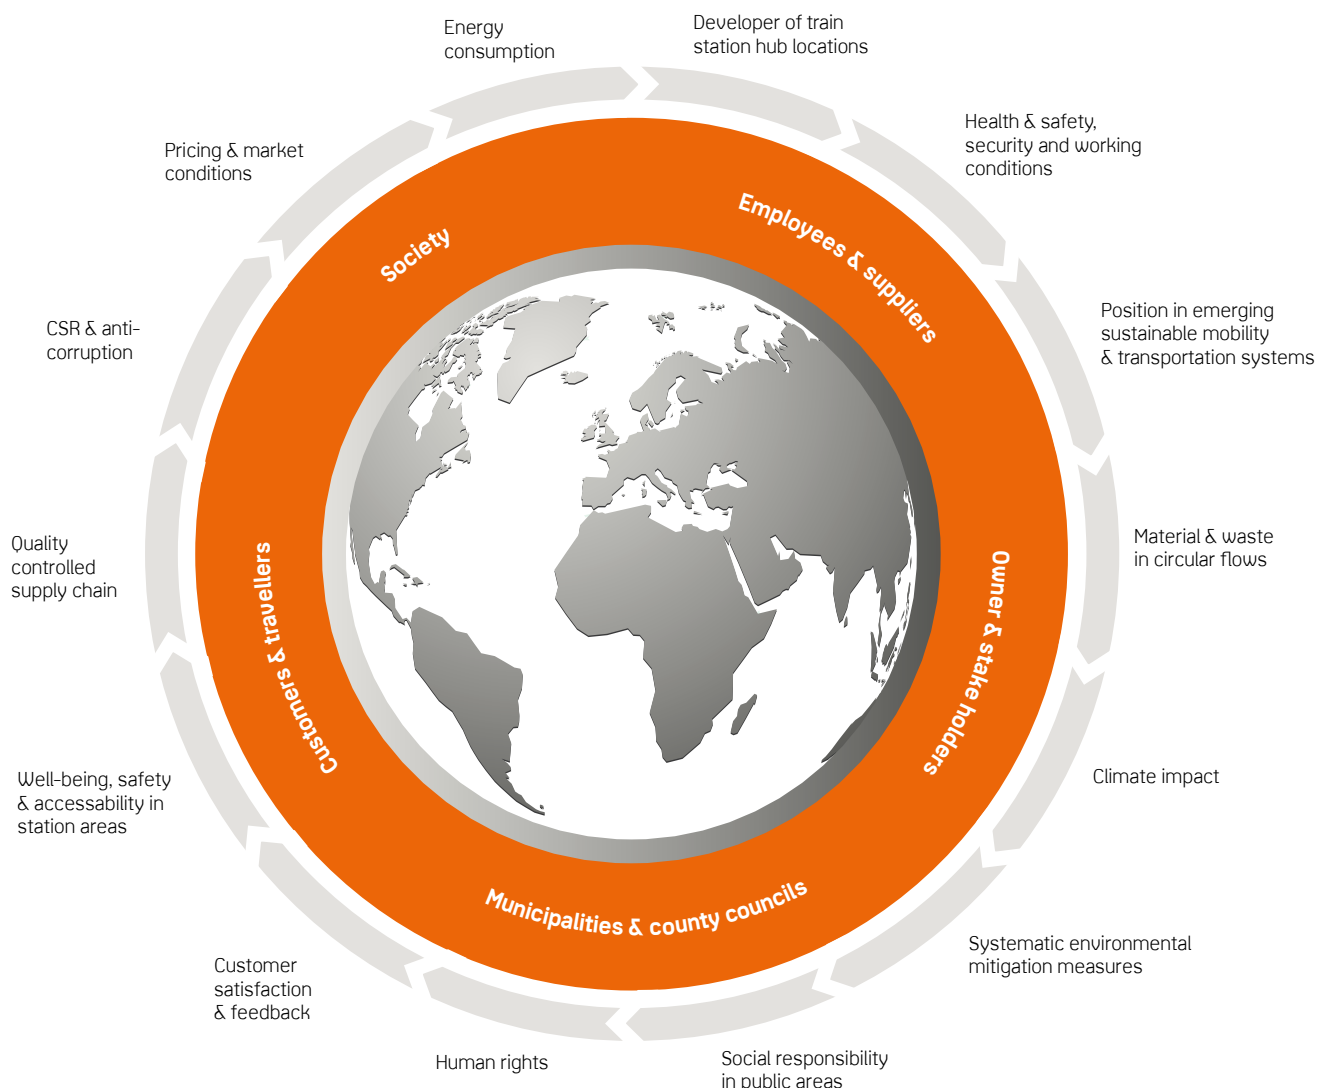 Energy
consumption
Developer of train
station hub locations
Health & safety,
security and working
conditions
Position in emerging
sustainable mobility
& transportation systems
Material & waste
in circular flows
Climate impact
Systematic environmental
mitigation measures
Social responsibility
in public areas
Human rights
Customer
satisfaction
& feedback
Well-being, safety
& accessability in
station areas
Quality
controlled
supply chain
CSR & anti-
corruption
Pricing & market
conditions
Society
Employees & suppliers
Owner & stake holders
Municipalities & county councils
Customers & travellers